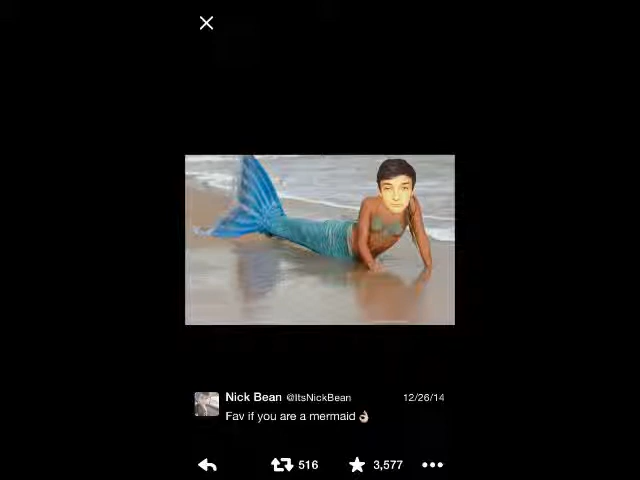 Nick Bean @ItsNickBean 12/26/14
Fav if you are a mermaid👌🏻
516 3,577